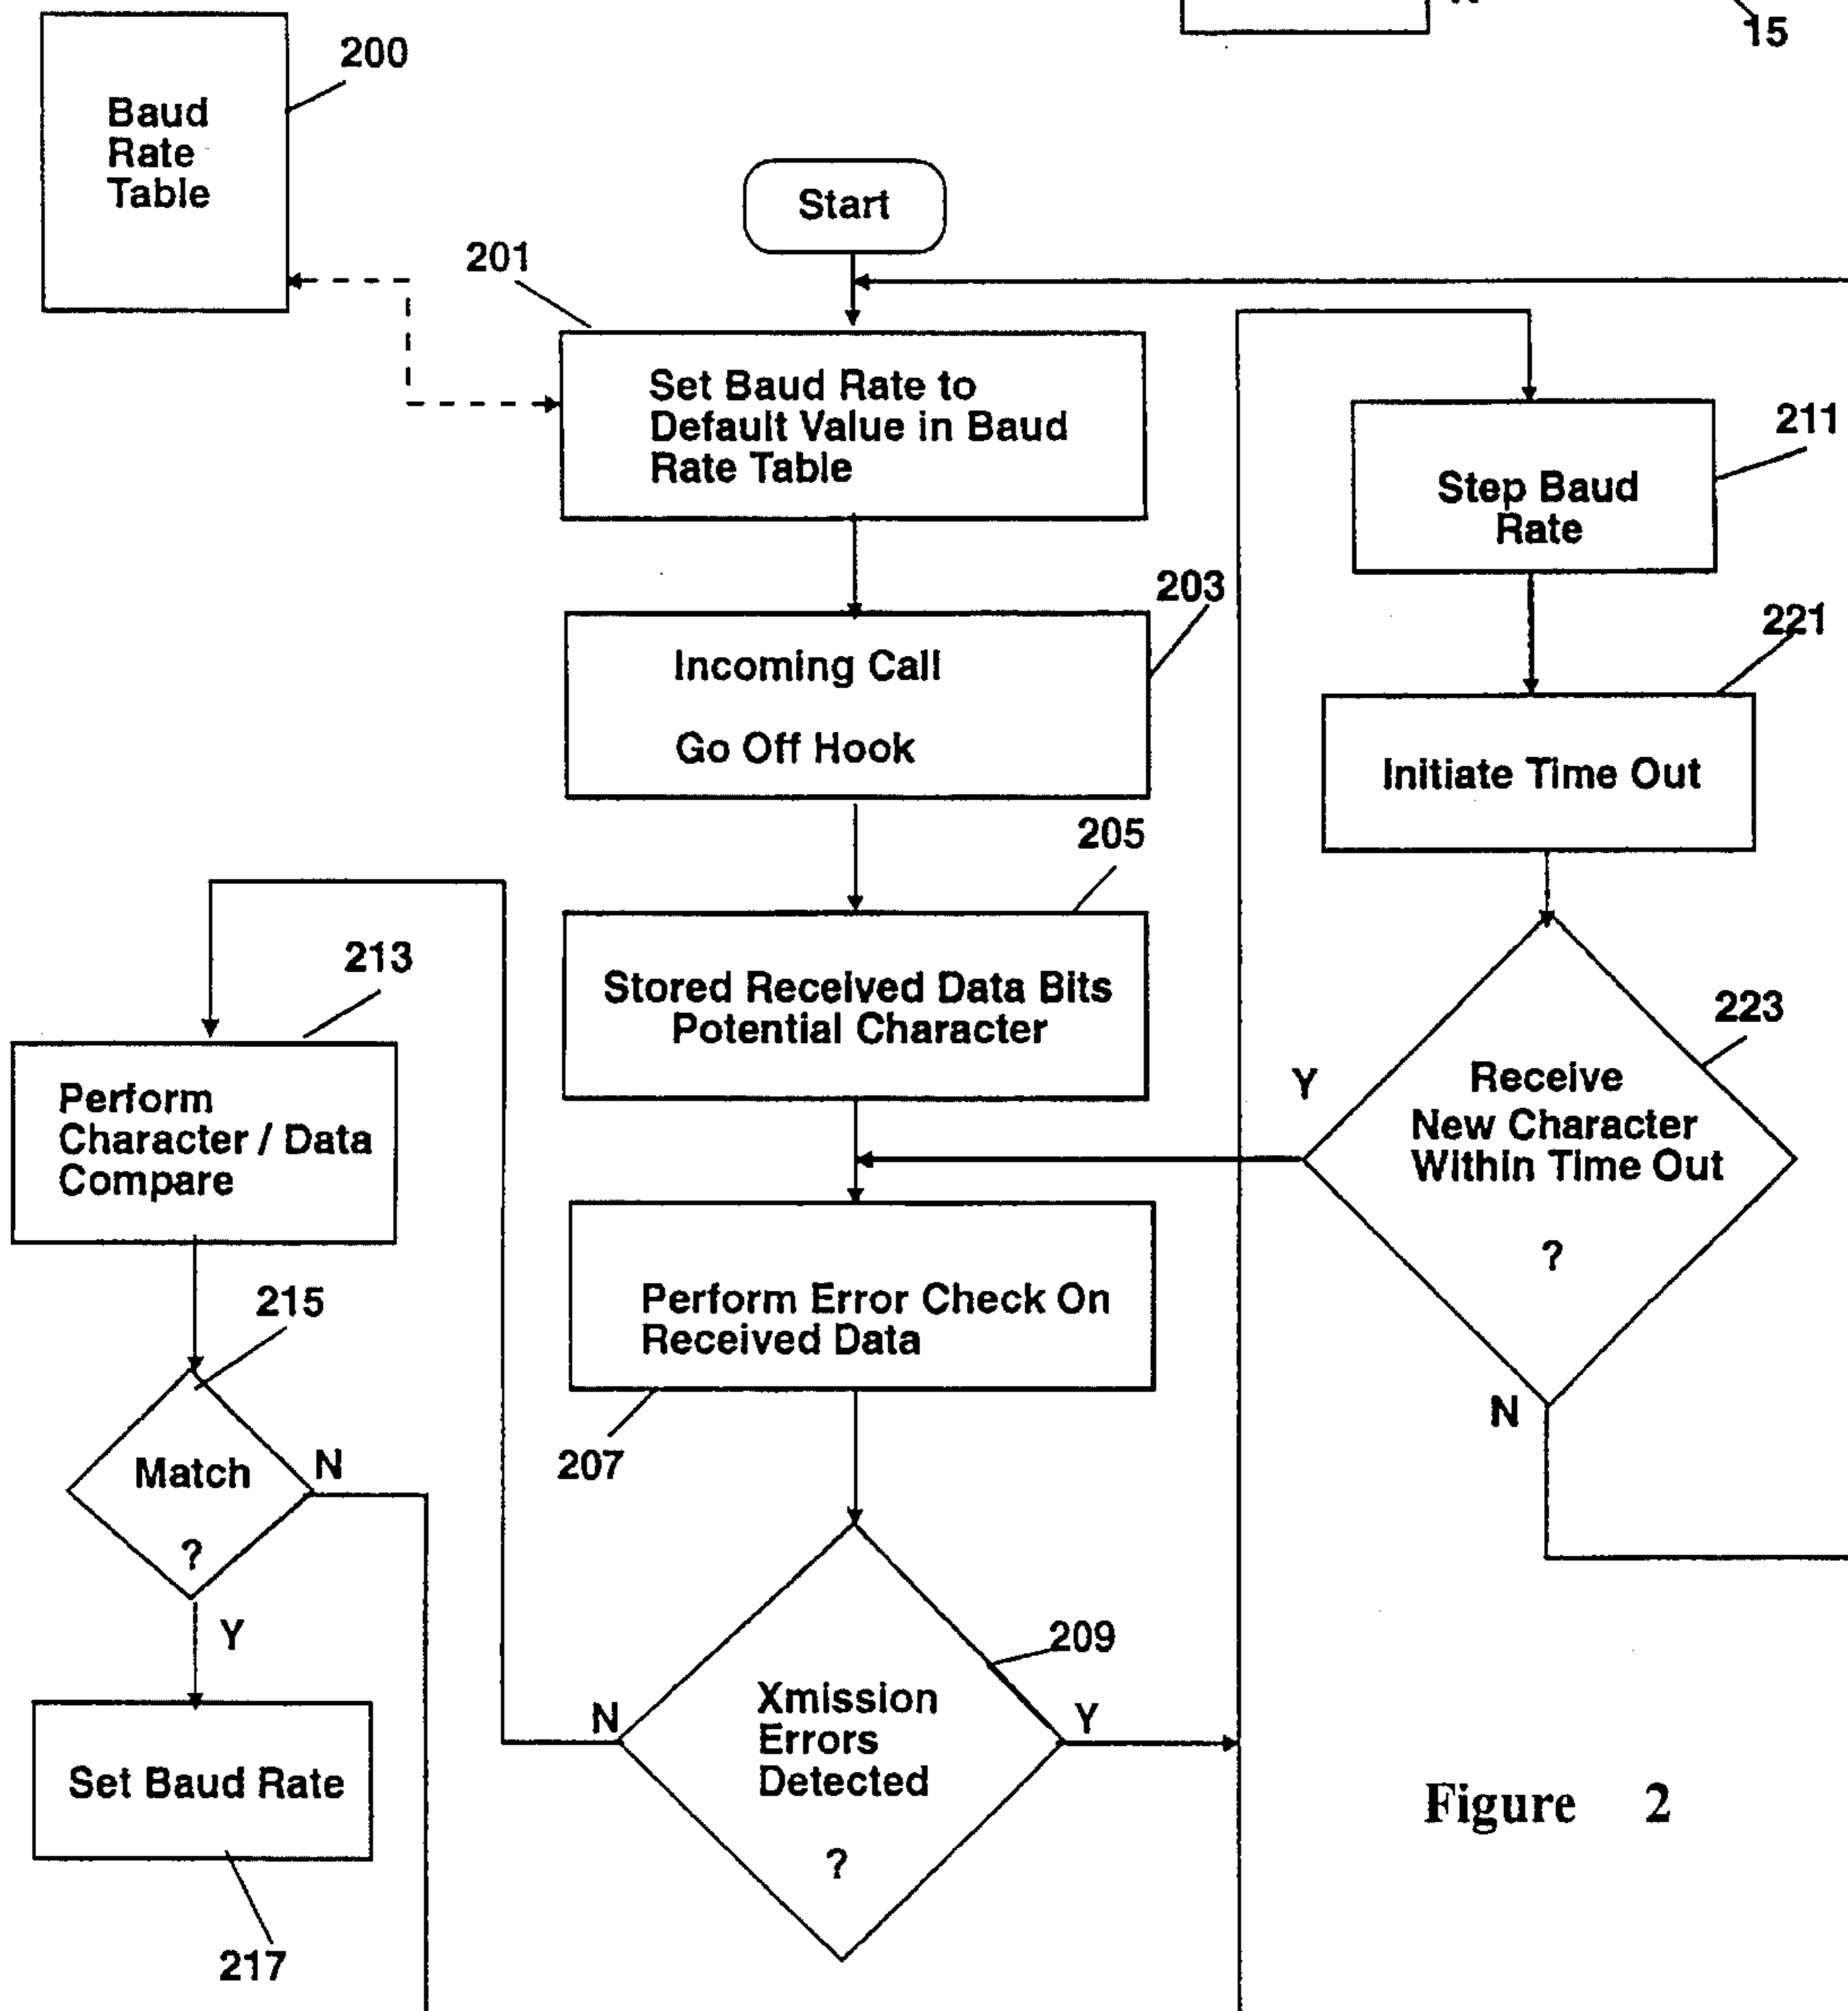 15
200
Baud
Rate
Table
Start
201
Set Baud Rate to
Default Value in Baud
Rate Table
211
Step Baud
Rate
203
Incoming Call
Go Off Hook
221
Initiate Time Out
205
Stored Received Data Bits
Potential Character
213
Perform
Character / Data
Compare
223
Receive
New Character
Within Time Out
?
Y
N
Perform Error Check On
Received Data
207
215
Match
?
N
Y
209
Xmission
Errors
Detected
?
N
Y
Set Baud Rate
217
Figure 2